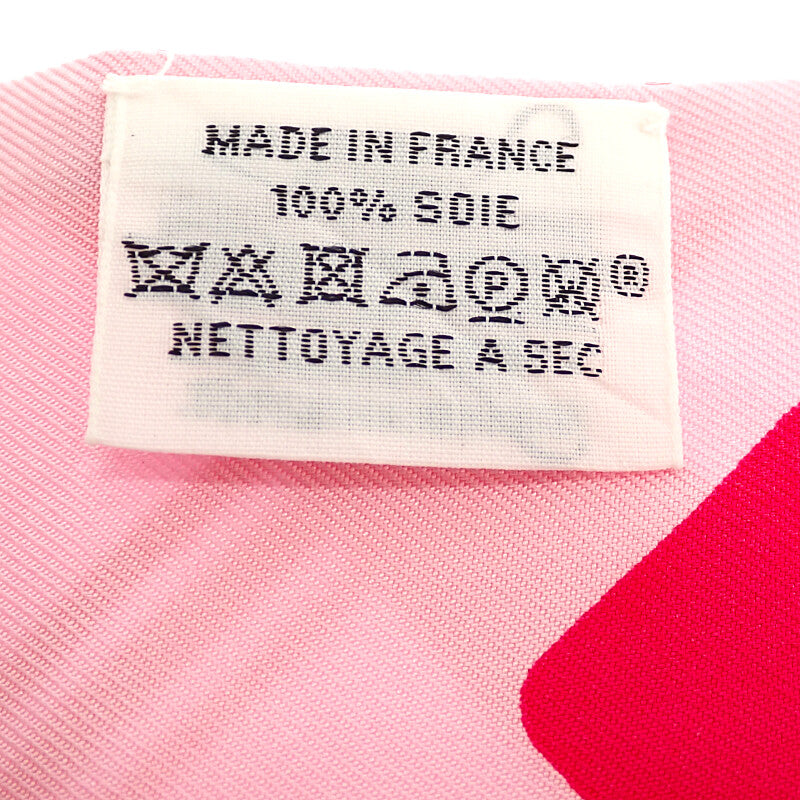 MADE IN FRANCE
100% SOIE
P ®
NETTOYAGE A SEC